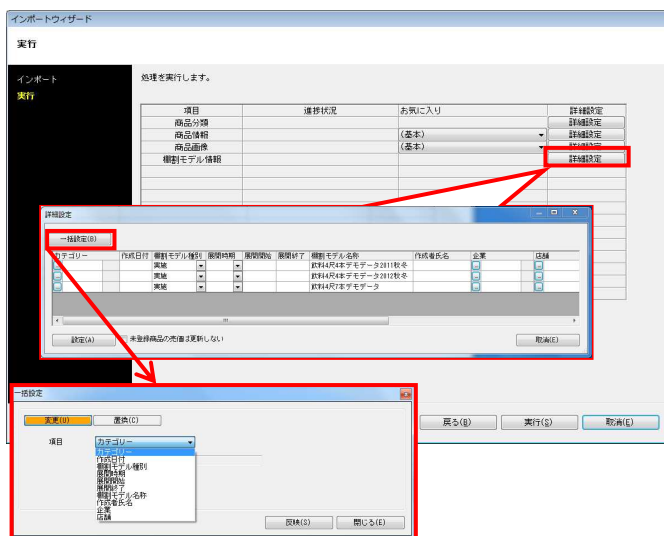 インポートウィザード
実行
インポート
実行
処理を実行します。
項目 進捗状況 お気に入り 詳細設定
商品分類 詳細設定
商品情報 (基本) 詳細設定
商品画像 (基本) 詳細設定
棚割モデル情報 詳細設定
詳細設定
一括設定(B)
カテゴリー 作成日付 棚割モデル種別 展開時期 展開開始 展開終了 棚割モデル名称 作成者氏名 企業 店舗
実施 飲料4尺4本デモデータ2011秋冬
実施 飲料4尺4本デモデータ2012秋冬
実施 飲料4尺7本デモデータ
設定(A) 未登録商品の売価は更新しない 取消(E)
一括設定
変更(U) 置換(C)
項目 カテゴリー
カテゴリー
作成日付
棚割モデル種別
展開時期
展開開始
展開終了
棚割モデル名称
作成者氏名
企業
店舗
反映(S) 閉じる(E)
戻る(B) 実行(S) 取消(E)